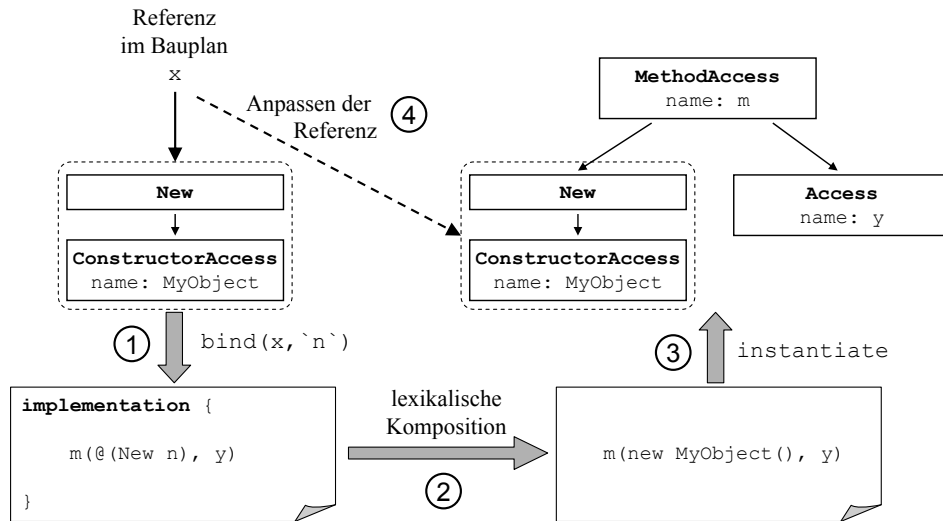 Referenz
im Bauplan
x
Anpassen der
Referenz
4
MethodAccess
name: m
New
ConstructorAccess
name: MyObject
New
ConstructorAccess
name: MyObject
Access
name: y
1
bind(x,`n`)
3
instantiate
implementation {
m(@(New n), y)
}
lexikalische
Komposition
2
m(new MyObject(), y)